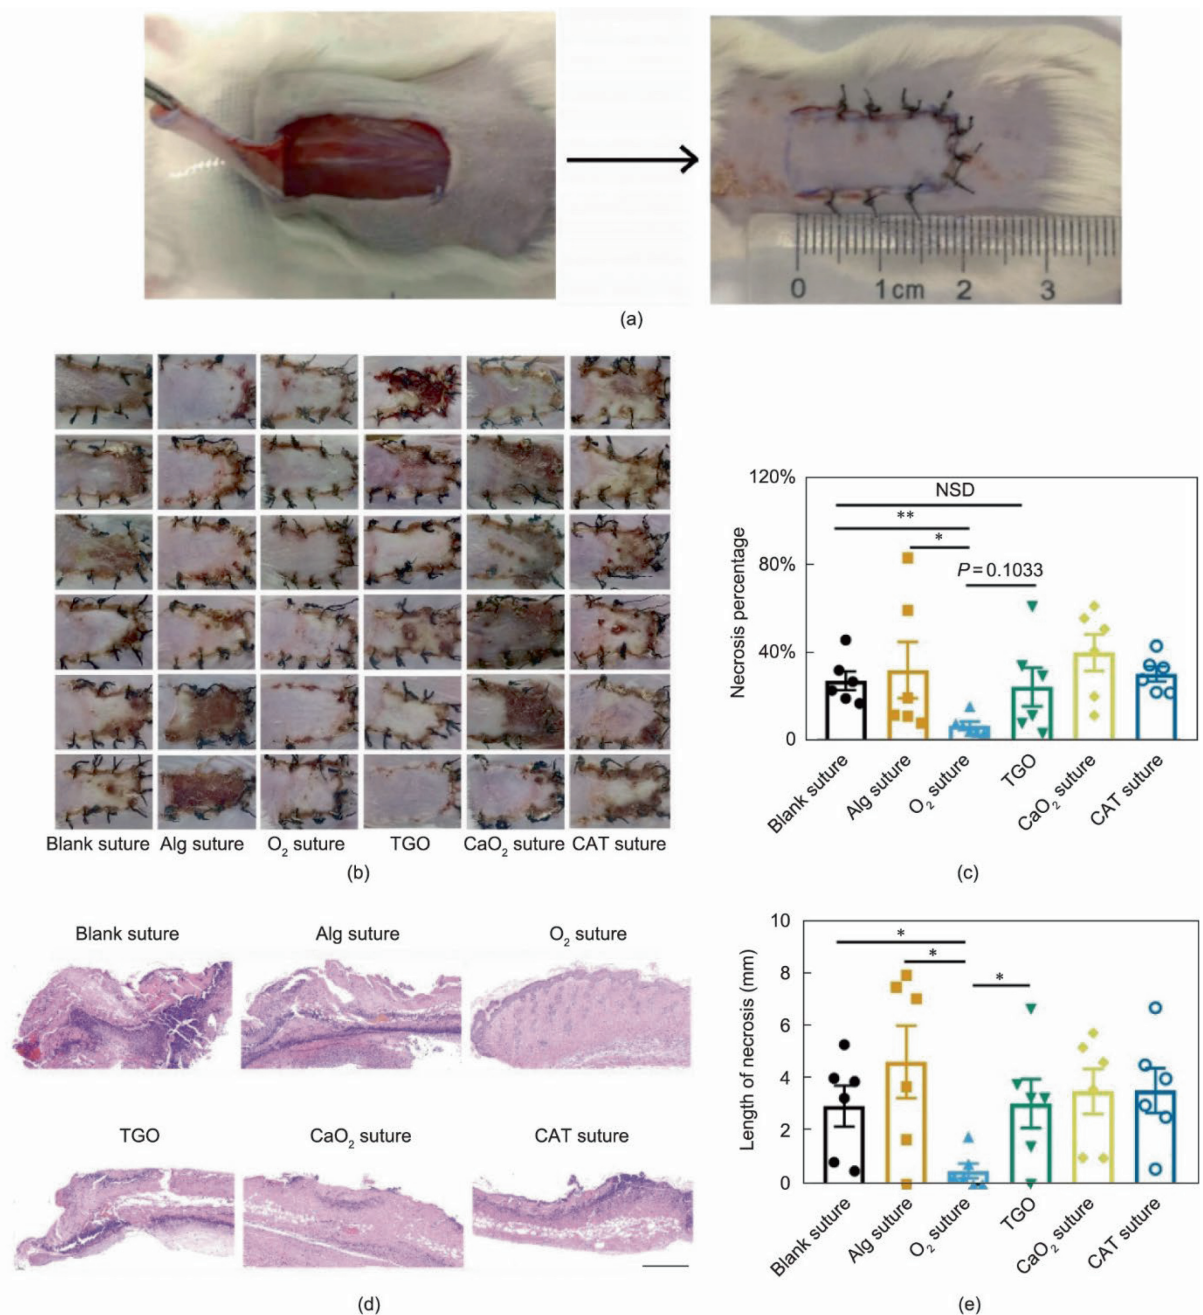 0 1cm 2 3
(a)
Blank suture Alg suture O₂ suture TGO CaO₂ suture CAT suture
(b)
120%
80%
40%
0
Necrosis percentage
NSD
**
*
P = 0.1033
Blank suture
Alg suture
O₂ suture
TGO
CaO₂ suture
CAT suture
(c)
Blank suture Alg suture O₂ suture
TGO CaO₂ suture CAT suture
(d)
10
8
6
4
2
0
Length of necrosis (mm)
*
*
*
Blank suture
Alg suture
O₂ suture
TGO
CaO₂ suture
CAT suture
(e)